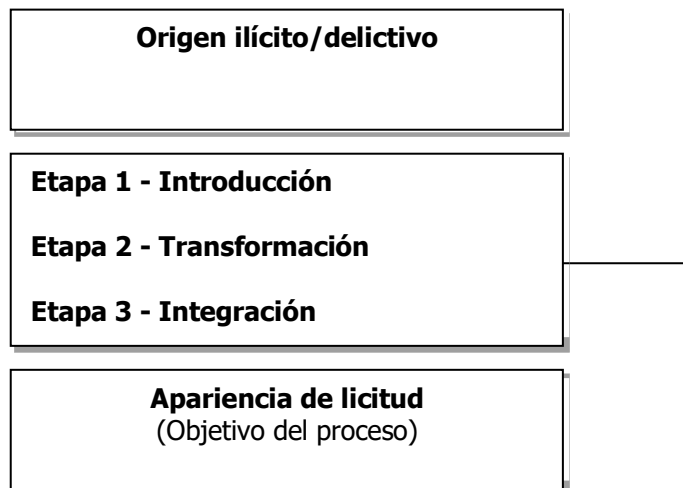 Origen ilícito/delictivo
Etapa 1 - Introducción
Etapa 2 - Transformación
Etapa 3 - Integración
Apariencia de licitud
(Objetivo del proceso)